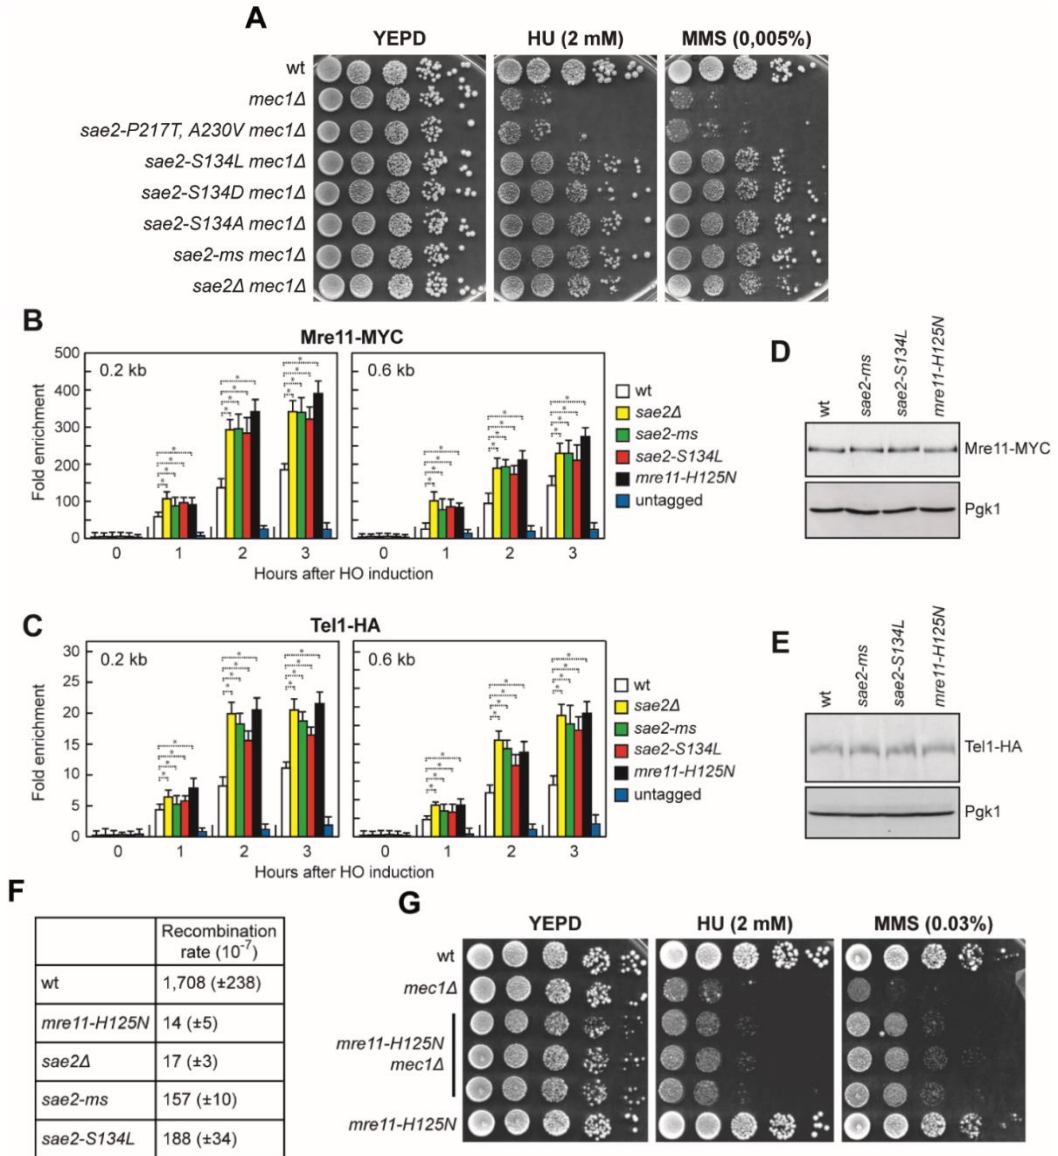 A
YEPD
HU (2 mM)
MMS (0,005%)
wt
mec1Δ
sae2-P217T, A230V mec1Δ
sae2-S134L mec1Δ
sae2-S134D mec1Δ
sae2-S134A mec1Δ
sae2-ms mec1Δ
sae2Δ mec1Δ
B
Mre11-MYC
500
400
300
200
100
0
Fold enrichment
0.2 kb
0.6 kb
* * * * *
0 1 2 3
0 1 2 3
Hours after HO induction
wt
sae2Δ
sae2-ms
sae2-S134L
mre11-H125N
untagged
D
wt
sae2-ms
sae2-S134L
mre11-H125N
Mre11-MYC
Pgk1
C
Tel1-HA
30
25
20
15
10
5
0
Fold enrichment
0.2 kb
0.6 kb
0 1 2 3
0 1 2 3
Hours after HO induction
wt
sae2Δ
sae2-ms
sae2-S134L
mre11-H125N
untagged
E
wt
sae2-ms
sae2-S134L
mre11-H125N
Tel1-HA
Pgk1
F
Recombination
rate (10-7)
wt 1,708 (±238)
mre11-H125N 14 (±5)
sae2Δ 17 (±3)
sae2-ms 157 (±10)
sae2-S134L 188 (±34)
G
YEPD
HU (2 mM)
MMS (0.03%)
wt
mec1Δ
mre11-H125N
mec1Δ
mre11-H125N